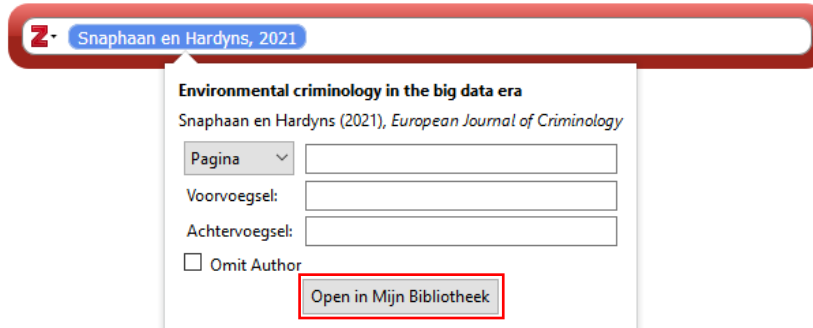 Z Snaphaan en Hardyns, 2021
Environmental criminology in the big data era
Snaphaan en Hardyns (2021), European Journal of Criminology
Pagina
Voorvoegsel:
Achtervoegsel:
Omit Author
Open in Mijn Bibliotheek